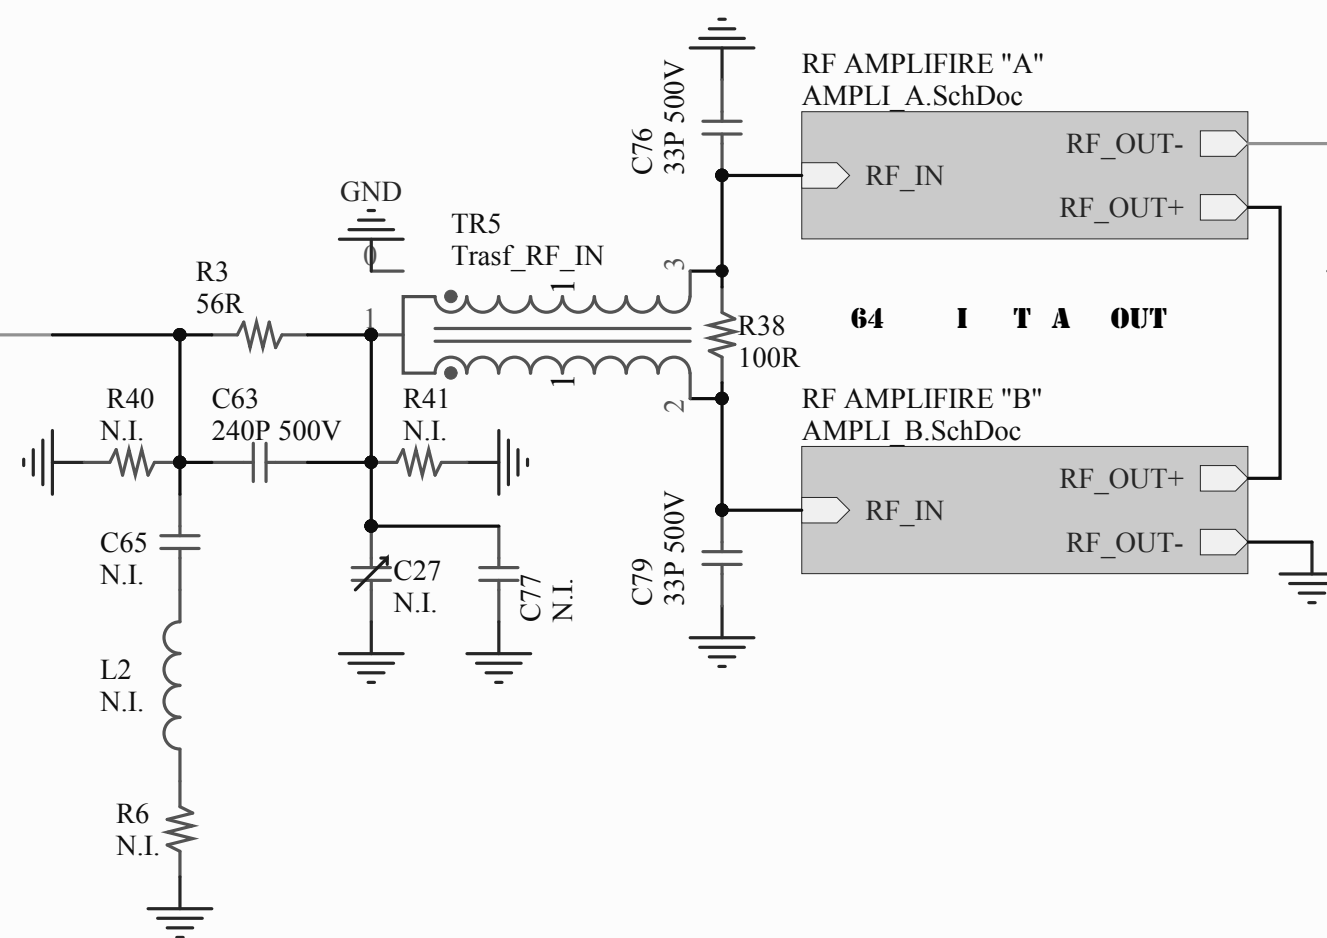 RF AMPLIFIRE "A"
AMPLI_A.SchDoc
RF_OUT-
RF_IN
RF_OUT+
C76
33P 500V
GND
0
TR5
Trasf_RF_IN
1
3
R3
56R
1
R38
100R
64 I T A OUT
1
2
R40
N.I.
C63
240P 500V
R41
N.I.
RF AMPLIFIRE "B"
AMPLI_B.SchDoc
RF_OUT+
RF_IN
RF_OUT-
C65
N.I.
C27
N.I.
C77
N.I.
C79
33P 500V
L2
N.I.
R6
N.I.